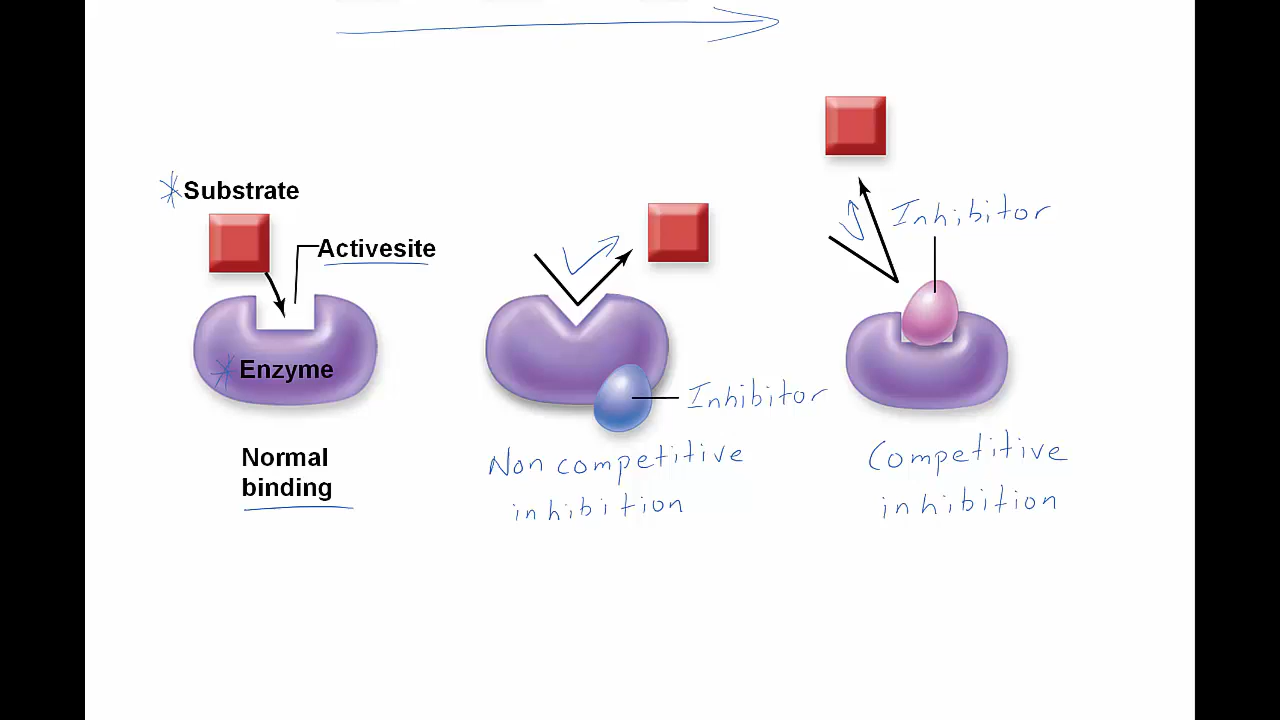 Substrate
Activesite
Enzyme
Normal
binding
Inhibitor
Non competitive
inhibition
Inhibitor
Competitive
inhibition